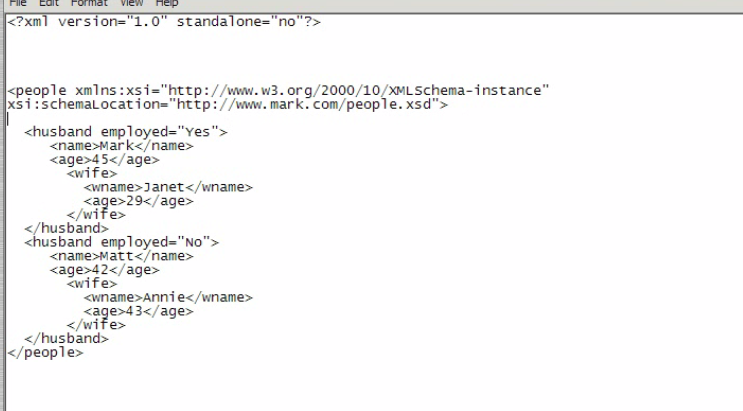 File Edit Format View Help
<?xml version="1.0" standalone="no"?>
<people xmlns:xsi="http://www.w3.org/2000/10/XMLSchema-instance"
xsi:schemaLocation="http://www.mark.com/people.xsd">
<husband employed="Yes">
<name>Mark</name>
<age>45</age>
<wife>
<wname>Janet</wname>
<age>29</age>
</wife>
</husband>
<husband employed="No">
<name>Matt</name>
<age>42</age>
<wife>
<wname>Annie</wname>
<age>43</age>
</wife>
</husband>
</people>